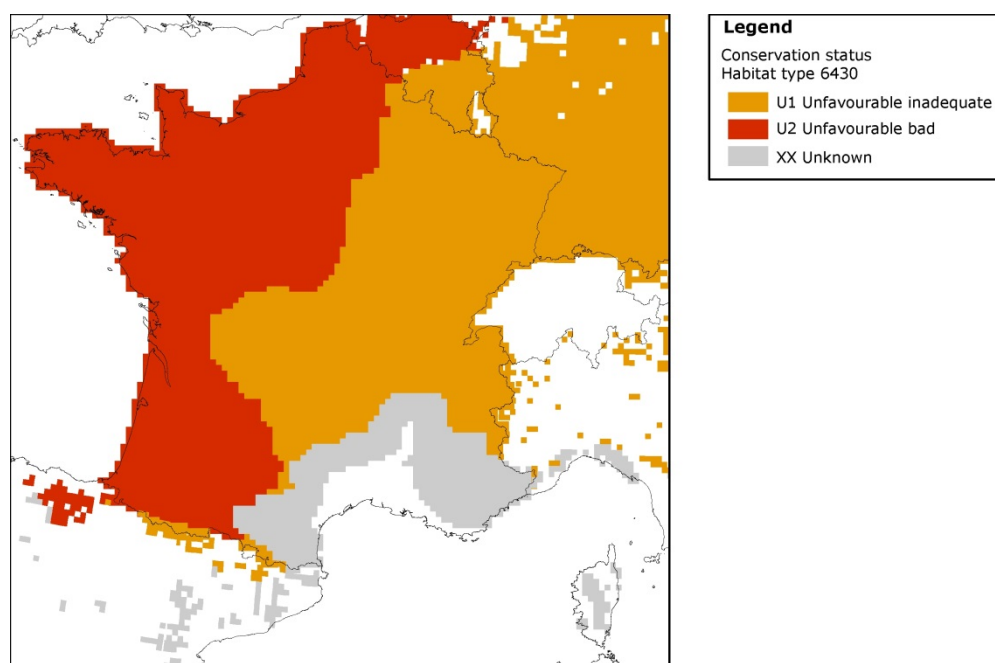 Legend
Conservation status
Habitat type 6430
U1 Unfavourable inadequate
U2 Unfavourable bad
XX Unknown